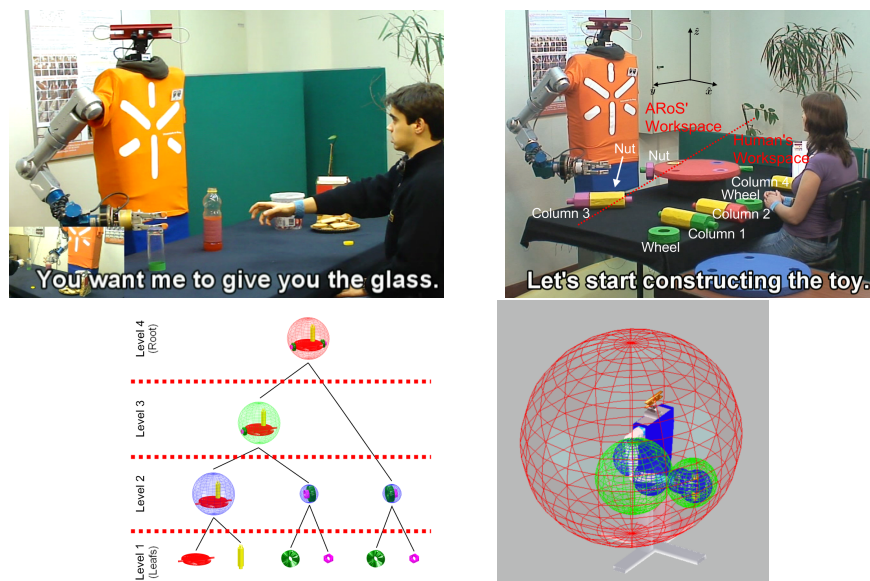 You want me to give you the glass.
z
y
x
ARoS'
Workspace
Human's
Workspace
Nut
Nut
Column 4
Wheel
Column 3
Column 2
Column 1
Wheel
Let's start constructing the toy.
Level 4
(Root)
Level 3
Level 2
Level 1
(Leafs)